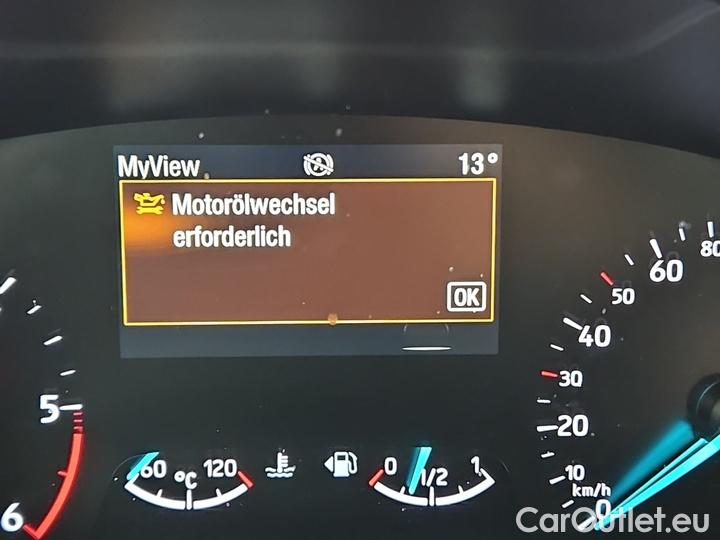 MyView 13°
Motorölwechsel
erforderlich
OK
80
60
50
40
30
20
10
km/h
0
5
6
60 °C 120
0 1/2 1
CarOutlet.eu